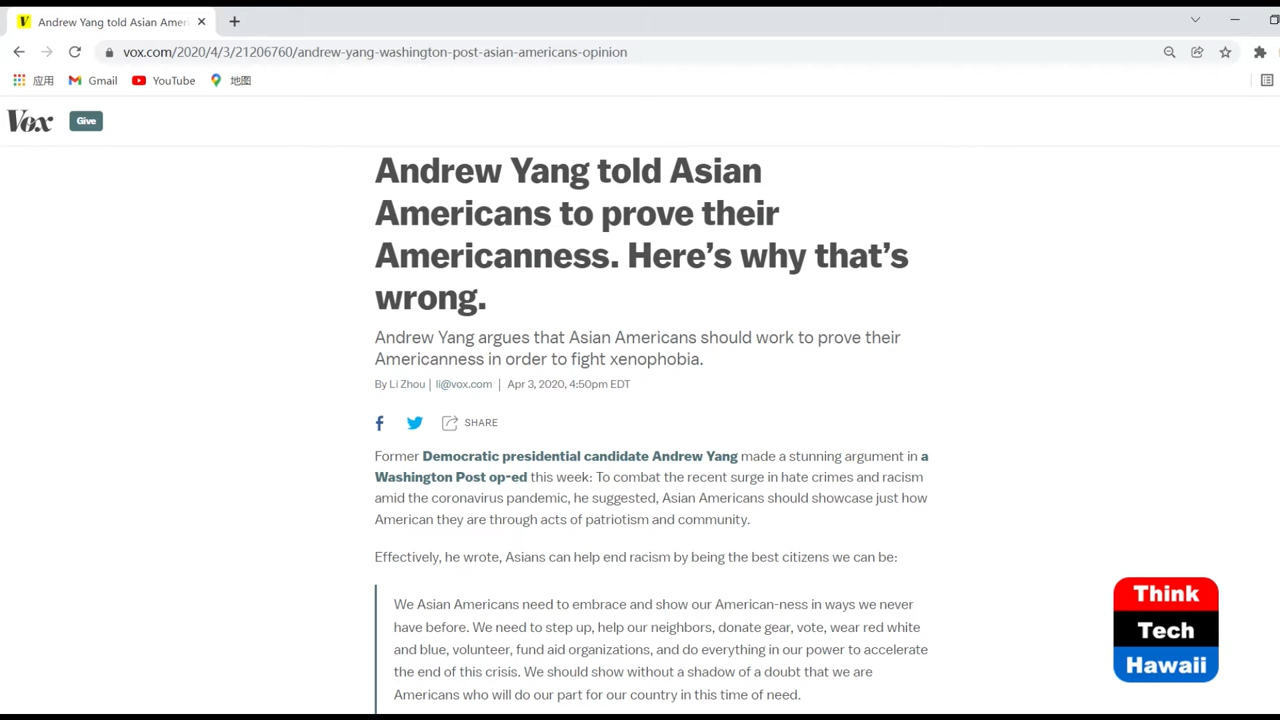 Andrew Yang told Asian Ameri
vox.com/2020/4/3/21206760/andrew-yang-washington-post-asian-americans-opinion
应用 Gmail YouTube 地图
Vox Give
Andrew Yang told Asian
Americans to prove their
Americanness. Here’s why that’s
wrong.
Andrew Yang argues that Asian Americans should work to prove their
Americanness in order to fight xenophobia.
By Li Zhou | li@vox.com | Apr 3, 2020, 4:50pm EDT
SHARE
Former Democratic presidential candidate Andrew Yang made a stunning argument in a
Washington Post op-ed this week: To combat the recent surge in hate crimes and racism
amid the coronavirus pandemic, he suggested, Asian Americans should showcase just how
American they are through acts of patriotism and community.
Effectively, he wrote, Asians can help end racism by being the best citizens we can be:
We Asian Americans need to embrace and show our American-ness in ways we never
have before. We need to step up, help our neighbors, donate gear, vote, wear red white
and blue, volunteer, fund aid organizations, and do everything in our power to accelerate
the end of this crisis. We should show without a shadow of a doubt that we are
Americans who will do our part for our country in this time of need.
Think
Tech
Hawaii